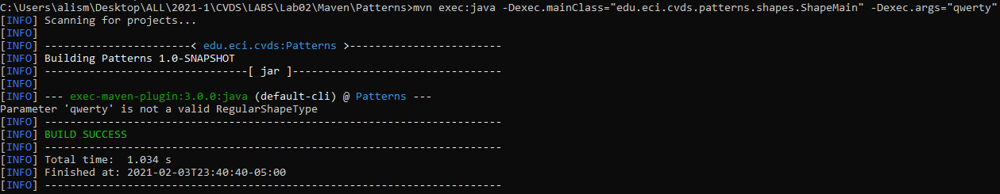 C:\Users\alism\Desktop\ALL\2021-1\CVDS\LABS\Lab02\Maven\Patterns>mvn exec:java -Dexec.mainClass="edu.eci.cvds.patterns.shapes.ShapeMain" -Dexec.args="qwerty"
[INFO] Scanning for projects...
[INFO]
[INFO] ------------------------< edu.eci.cvds:Patterns >------------------------
[INFO] Building Patterns 1.0-SNAPSHOT
[INFO] --------------------------------[ jar ]---------------------------------
[INFO]
[INFO] --- exec-maven-plugin:3.0.0:java (default-cli) @ Patterns ---
Parameter 'qwerty' is not a valid RegularShapeType
[INFO] ------------------------------------------------------------------------
[INFO] BUILD SUCCESS
[INFO] ------------------------------------------------------------------------
[INFO] Total time:  1.034 s
[INFO] Finished at: 2021-02-03T23:40:40-05:00
[INFO] ------------------------------------------------------------------------